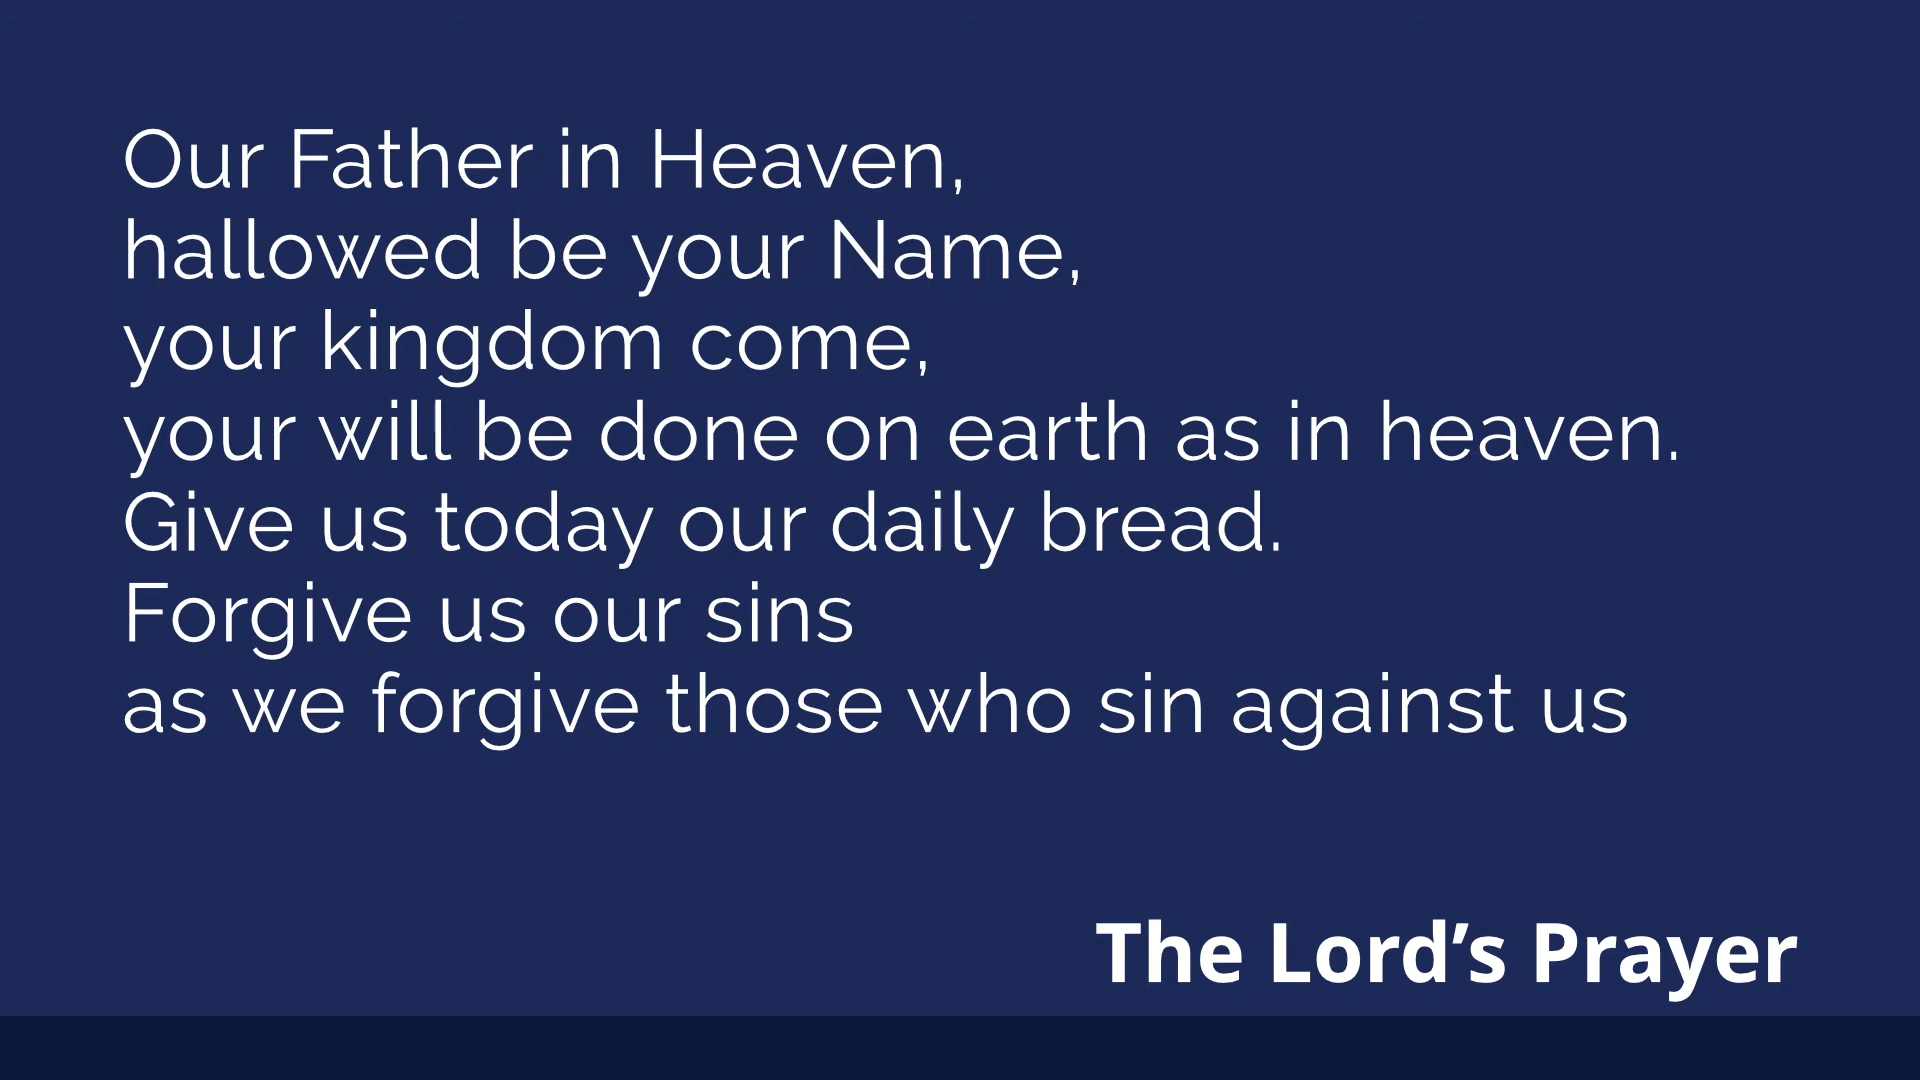 Our Father in Heaven,
hallowed be your Name,
your kingdom come,
your will be done on earth as in heaven.
Give us today our daily bread.
Forgive us our sins
as we forgive those who sin against us
The Lord’s Prayer